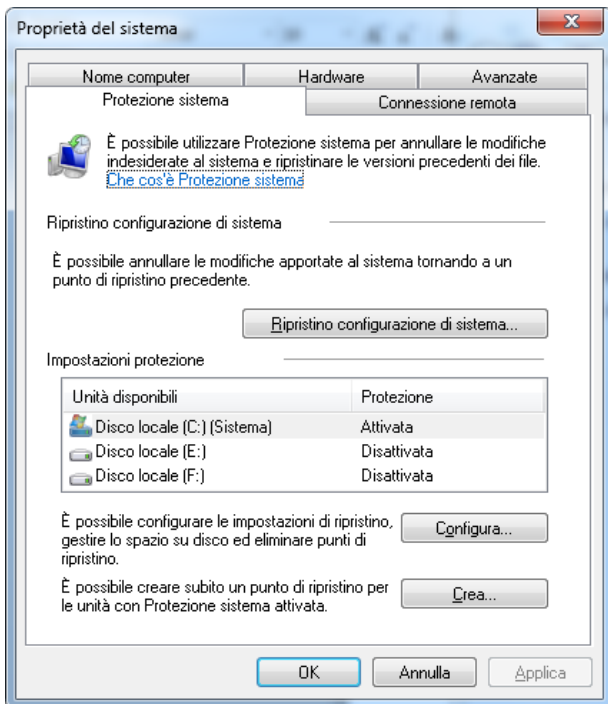 Proprietà del sistema
Nome computer
Hardware
Avanzate
Protezione sistema
Connessione remota
È possibile utilizzare Protezione sistema per annullare le modifiche
indesiderate al sistema e ripristinare le versioni precedenti dei file.
Che cos'è Protezione sistema
Ripristino configurazione di sistema
È possibile annullare le modifiche apportate al sistema tornando a un
punto di ripristino precedente.
Ripristino configurazione di sistema...
Impostazioni protezione
Unità disponibili Protezione
Disco locale (C:) (Sistema) Attivata
Disco locale (E:) Disattivata
Disco locale (F:) Disattivata
È possibile configurare le impostazioni di ripristino,
gestire lo spazio su disco ed eliminare punti di
ripristino.
Configura...
È possibile creare subito un punto di ripristino per
le unità con Protezione sistema attivata.
Crea...
OK
Annulla
Applica